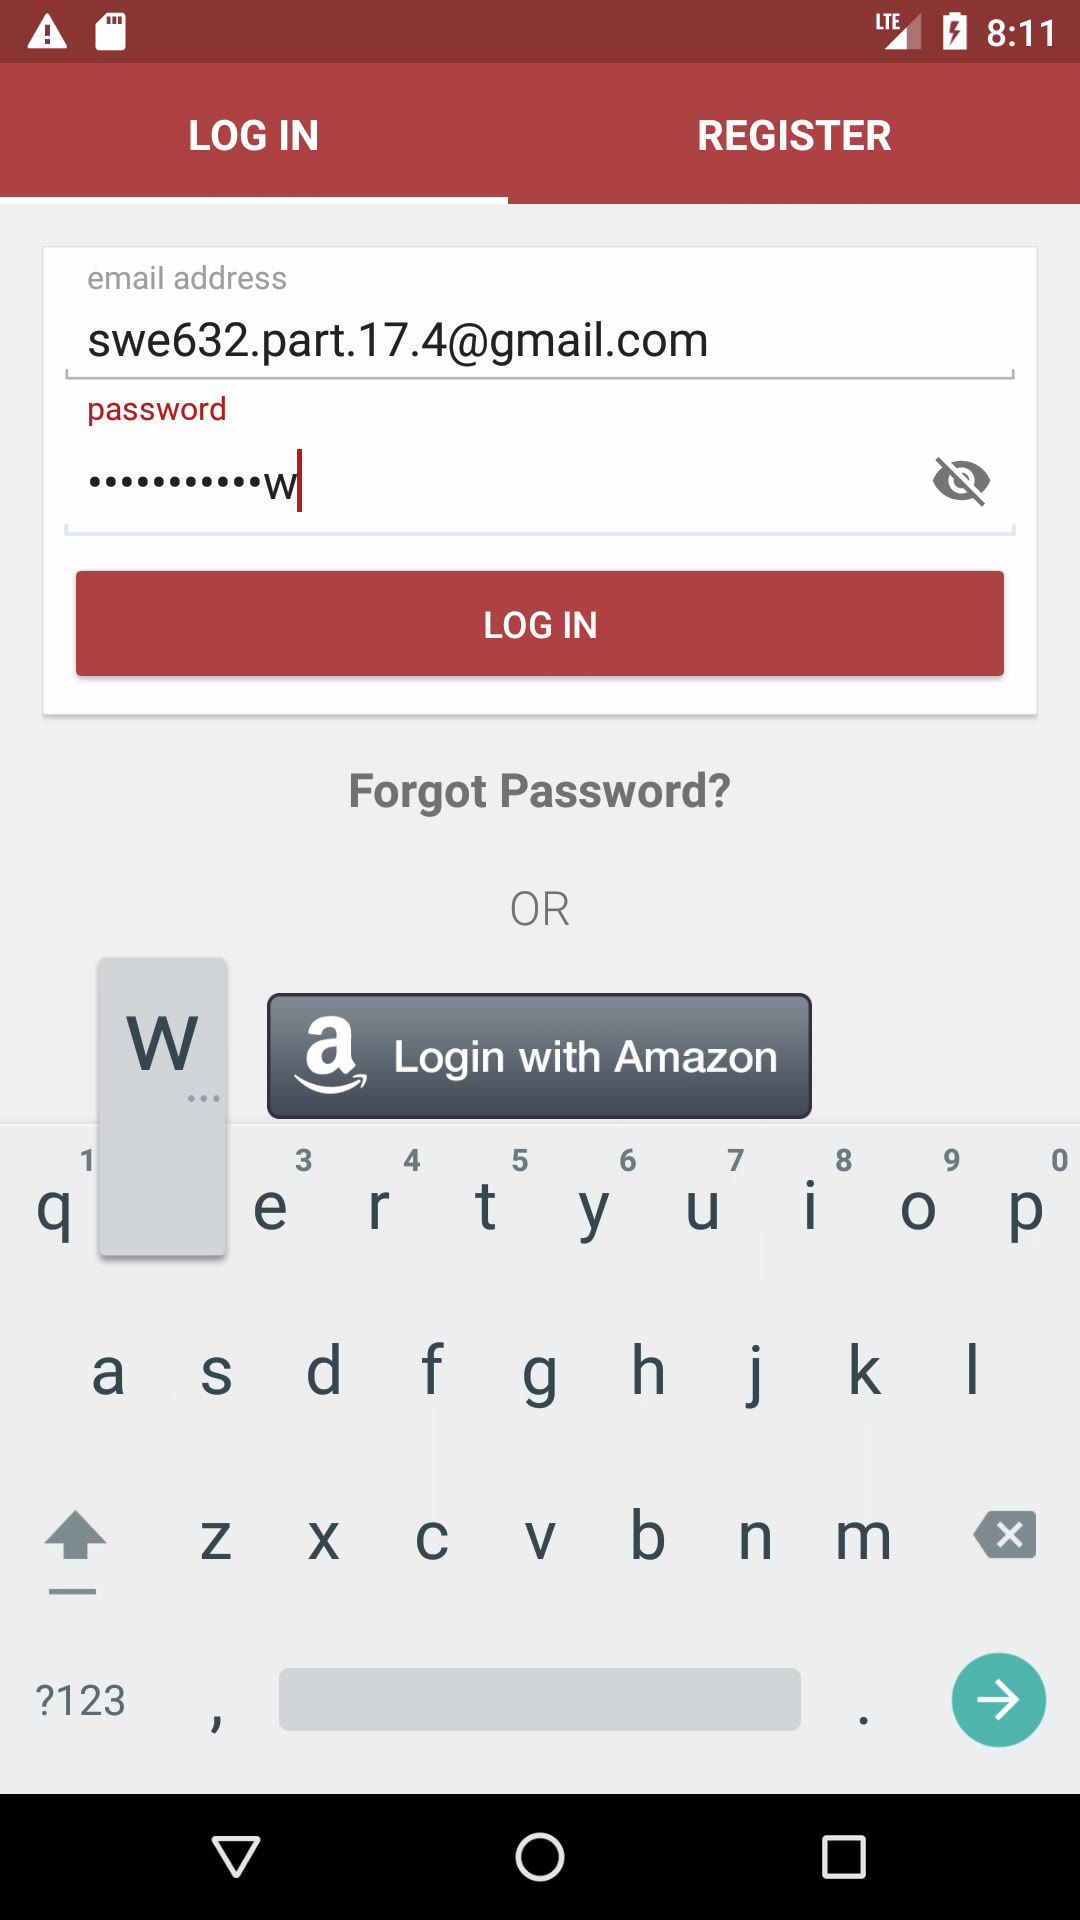 LTE 8:11
LOG IN REGISTER
email address
swe632.part.17.4@gmail.com
password
•••••••••••w
LOG IN
Forgot Password?
OR
w
...
a Login with Amazon
1 3 4 5 6 7 8 9 0
q e r t y u i o p
a s d f g h j k l
z x c v b n m
?123 , .